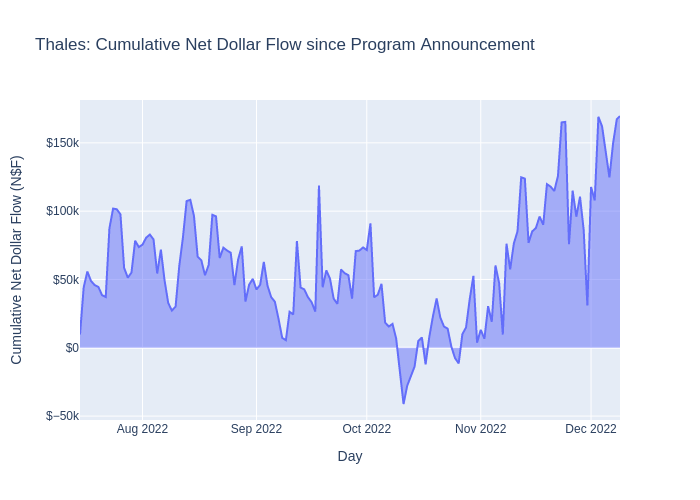 Thales: Cumulative Net Dollar Flow since Program Announcement
Cumulative Net Dollar Flow (N$F)
$150k
$100k
$50k
$0
$−50k
Aug 2022
Sep 2022
Oct 2022
Nov 2022
Dec 2022
Day